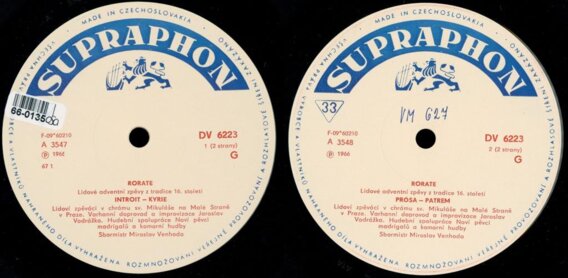 MADE IN CZECHOSLOVAKIA
SUPRAPHON
66-0135
F-09*60210
A 3547
Ⓟ 1966
67 1
DV 6223
1 (2 strany)
G
RORATE
Lidové adventní zpěvy z tradice 16. století
INTROIT – KYRIE
Lidoví zpěváci v chrámu sv. Mikuláše na Malé Straně
v Praze. Varhanní doprovod a improvizace Jaroslav
Vodrážka. Hudební spolupráce Noví pěvci
madrigalů a komorní hudby
Sbormistr Miroslav Venhoda
MADE IN CZECHOSLOVAKIA
SUPRAPHON
33
VM 627
F-09*60210
A 3548
Ⓟ 1966
DV 6223
2 (2 strany)
G
RORATE
Lidové adventní zpěvy z tradice 16. století
PROSA – PATREM
Lidoví zpěváci v chrámu sv. Mikuláše na Malé Straně
v Praze. Varhanní doprovod a improvizace Jaroslav
Vodrážka. Hudební spolupráce Noví pěvci
madrigalů a komorní hudby
Sbormistr Miroslav Venhoda